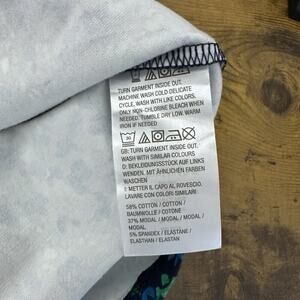 TURN GARMENT INSIDE OUT.
MACHINE WASH COLD DELICATE
CYCLE, WASH WITH LIKE COLORS.
ONLY NON-CHLORINE BLEACH WHEN
NEEDED. TUMBLE DRY LOW. WARM
IRON IF NEEDED
30
GB: TURN GARMENT INSIDE OUT.
WASH WITH SIMILAR COLOURS
D: BEKLEIDUNGSSTÜCK AUF LINKS
WENDEN. MIT ÄHNLICHEN FARBEN
WASCHEN
I: METTER IL CAPO AL ROVESCIO.
LAVARE CON COLORI SIMILARI
58% COTTON / COTTON /
BAUMWOLLE / COTONE
37% MODAL / MODAL / MODAL /
MODAL
5% SPANDEX / ELASTANE /
ELASTHAN / ELASTAN